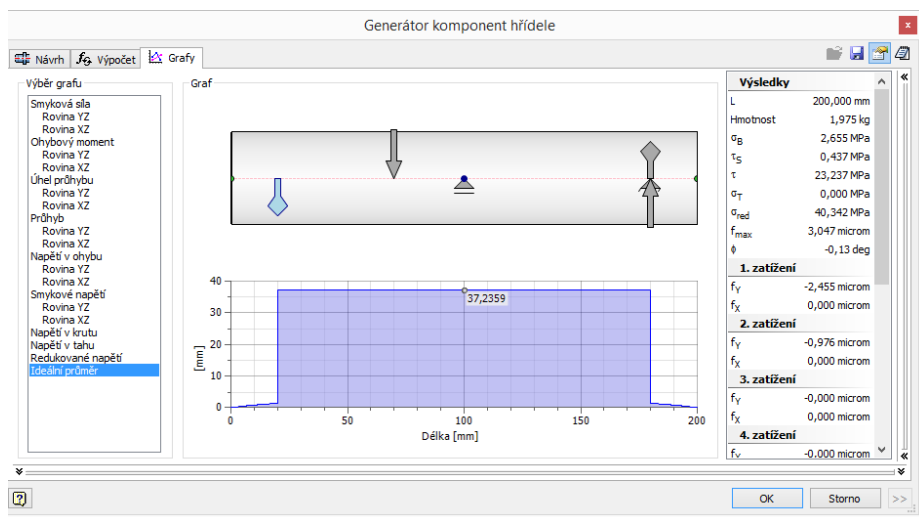 Generátor komponent hřídele
x
Návrh
Výpočet
Grafy
Výběr grafu
Smyková síla
Rovina YZ
Rovina XZ
Ohybový moment
Rovina YZ
Rovina XZ
Úhel průhybu
Rovina YZ
Rovina XZ
Průhyb
Rovina YZ
Rovina XZ
Napětí v ohybu
Rovina YZ
Rovina XZ
Smykové napětí
Rovina YZ
Rovina XZ
Napětí v krutu
Napětí v tahu
Redukované napětí
Ideální průměr
Graf
40
30
20
10
0
[mm]
37,2359
0 50 100 150 200
Délka [mm]
Výsledky
L 200,000 mm
Hmotnost 1,975 kg
σB 2,655 MPa
τS 0,437 MPa
τ 23,237 MPa
σT 0,000 MPa
σred 40,342 MPa
fmax 3,047 microm
ϕ -0,13 deg
1. zatížení
fY -2,455 microm
fX 0,000 microm
2. zatížení
fY -0,976 microm
fX 0,000 microm
3. zatížení
fY -0,000 microm
fX 0,000 microm
4. zatížení
fY -0,000 microm
?
OK
Storno
>>